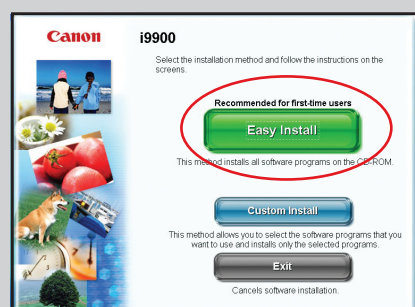 Canon
i9900
Select the installation method and follow the instructions on the
screens.
Recommended for first-time users
Easy Install
This method installs all software programs on the CD-ROM.
Custom Install
This method allows you to select the software programs that you
want to use and installs only the selected programs.
Exit
Cancels software installation.